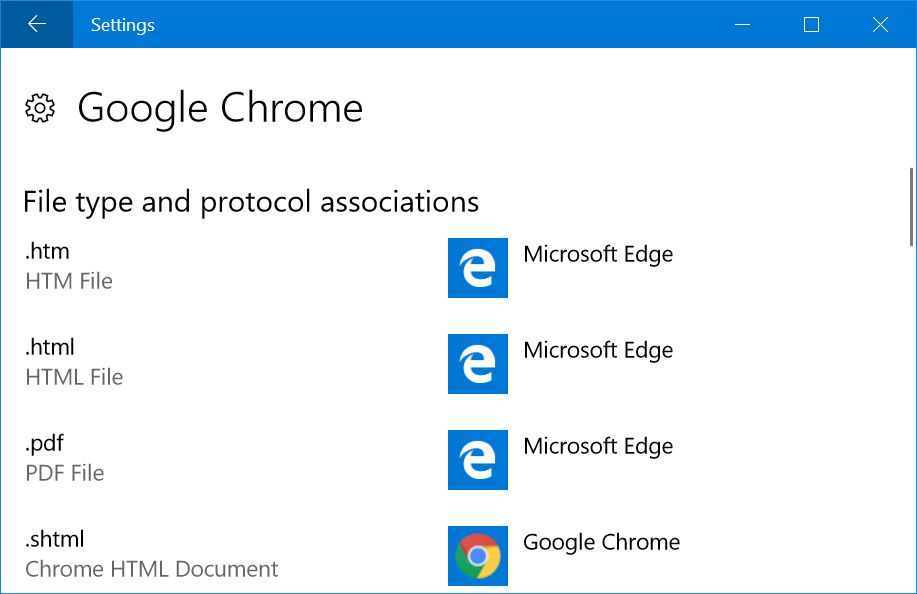 Settings
Google Chrome
File type and protocol associations
.htm
HTM File
Microsoft Edge
.html
HTML File
Microsoft Edge
.pdf
PDF File
Microsoft Edge
.shtml
Chrome HTML Document
Google Chrome